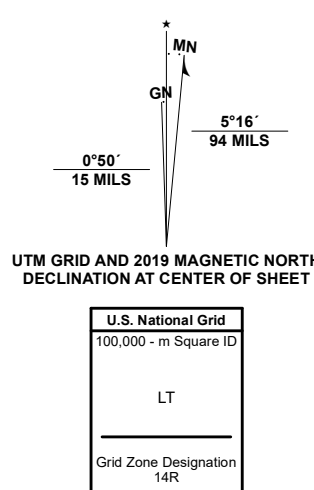 ★
MN
GN
5°16´
94 MILS
0°50´
15 MILS
UTM GRID AND 2019 MAGNETIC NORTH
DECLINATION AT CENTER OF SHEET
U.S. National Grid
100,000 - m Square ID
LT
Grid Zone Designation
14R